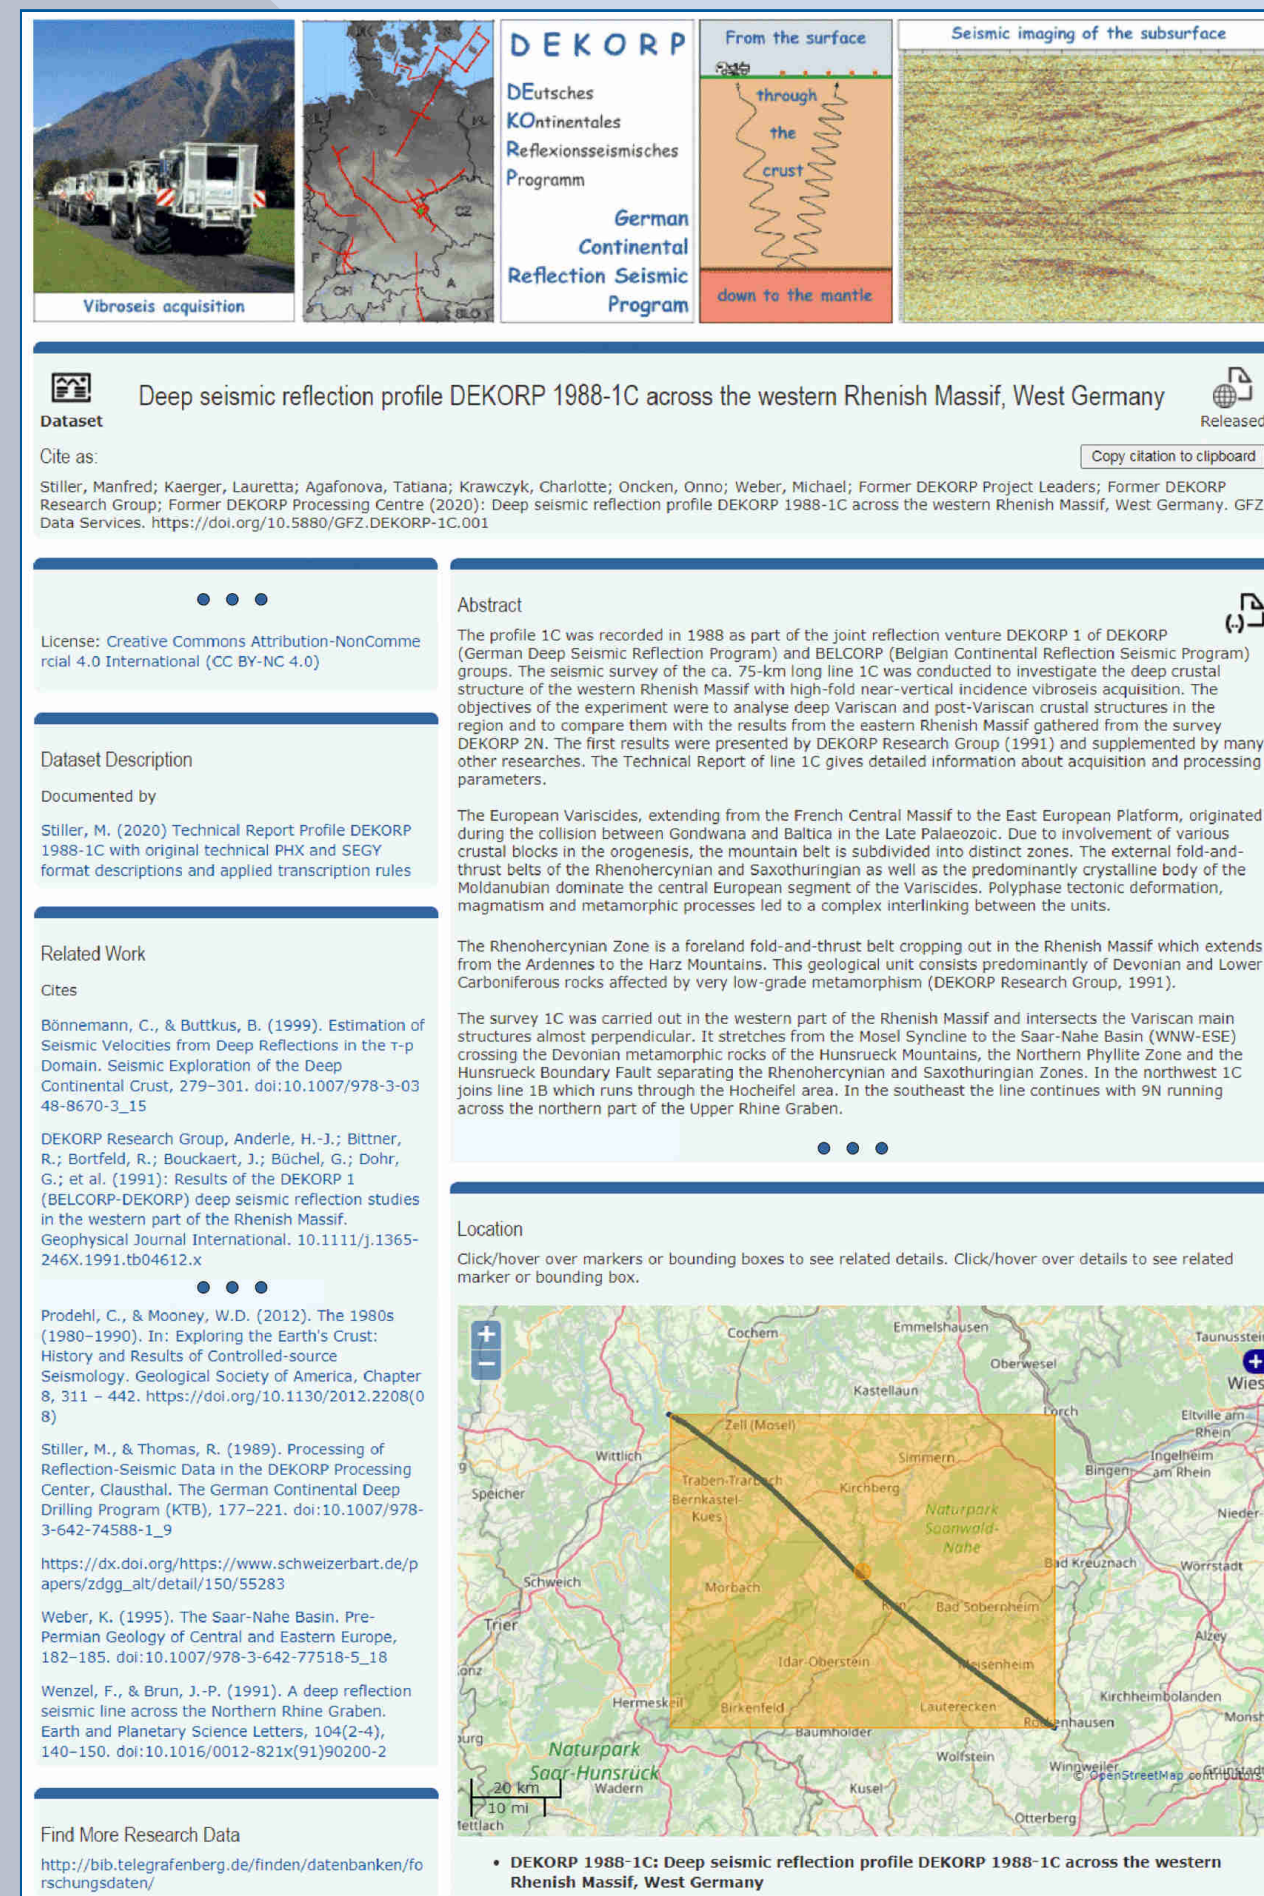 DEKORP
DEutsches
KOntinentales
Reflexionsseismisches
Programm
German
Continental
Reflection Seismic
Program
Vibroseis acquisition
D
CZ
F
CH
A
From the surface
through
the
crust
down to the mantle
Seismic imaging of the subsurface
Dataset
Deep seismic reflection profile DEKORP 1988-1C across the western Rhenish Massif, West Germany
Released
Cite as:
Copy citation to clipboard
Stiller, Manfred; Kaerger, Lauretta; Agafonova, Tatiana; Krawczyk, Charlotte; Oncken, Onno; Weber, Michael; Former DEKORP Project Leaders; Former DEKORP
Research Group; Former DEKORP Processing Centre (2020): Deep seismic reflection profile DEKORP 1988-1C across the western Rhenish Massif, West Germany. GFZ
Data Services. https://doi.org/10.5880/GFZ.DEKORP-1C.001
License: Creative Commons Attribution-NonComme
rcial 4.0 International (CC BY-NC 4.0)
Dataset Description
Documented by
Stiller, M. (2020) Technical Report Profile DEKORP
1988-1C with original technical PHX and SEGY
format descriptions and applied transcription rules
Related Work
Cites
Bönnemann, C., & Buttkus, B. (1999). Estimation of
Seismic Velocities from Deep Reflections in the τ-p
Domain. Seismic Exploration of the Deep
Continental Crust, 279–301. doi:10.1007/978-3-03
48-8670-3_15
DEKORP Research Group, Anderle, H.-J.; Bittner,
R.; Bortfeld, R.; Bouckaert, J.; Büchel, G.; Dohr,
G.; et al. (1991): Results of the DEKORP 1
(BELCORP-DEKORP) deep seismic reflection studies
in the western part of the Rhenish Massif.
Geophysical Journal International. 10.1111/j.1365-
246X.1991.tb04612.x
Prodehl, C., & Mooney, W.D. (2012). The 1980s
(1980–1990). In: Exploring the Earth's Crust:
History and Results of Controlled-source
Seismology. Geological Society of America, Chapter
8, 311 – 442. https://doi.org/10.1130/2012.2208(0
8)
Stiller, M., & Thomas, R. (1989). Processing of
Reflection-Seismic Data in the DEKORP Processing
Center, Clausthal. The German Continental Deep
Drilling Program (KTB), 177–221. doi:10.1007/978-
3-642-74588-1_9
https://dx.doi.org/https://www.schweizerbart.de/p
apers/zdgg_alt/detail/150/55283
Weber, K. (1995). The Saar-Nahe Basin. Pre-
Permian Geology of Central and Eastern Europe,
182–185. doi:10.1007/978-3-642-77518-5_18
Wenzel, F., & Brun, J.-P. (1991). A deep reflection
seismic line across the Northern Rhine Graben.
Earth and Planetary Science Letters, 104(2-4),
140–150. doi:10.1016/0012-821x(91)90200-2
Find More Research Data
http://bib.telegrafenberg.de/finden/datenbanken/fo
rschungsdaten/
Abstract
The profile 1C was recorded in 1988 as part of the joint reflection venture DEKORP 1 of DEKORP
(German Deep Seismic Reflection Program) and BELCORP (Belgian Continental Reflection Seismic Program)
groups. The seismic survey of the ca. 75-km long line 1C was conducted to investigate the deep crustal
structure of the western Rhenish Massif with high-fold near-vertical incidence vibroseis acquisition. The
objectives of the experiment were to analyse deep Variscan and post-Variscan crustal structures in the
region and to compare them with the results from the eastern Rhenish Massif gathered from the survey
DEKORP 2N. The first results were presented by DEKORP Research Group (1991) and supplemented by many
other researches. The Technical Report of line 1C gives detailed information about acquisition and processing
parameters.
The European Variscides, extending from the French Central Massif to the East European Platform, originated
during the collision between Gondwana and Baltica in the Late Palaeozoic. Due to involvement of various
crustal blocks in the orogenesis, the mountain belt is subdivided into distinct zones. The external fold-and-
thrust belts of the Rhenohercynian and Saxothuringian as well as the predominantly crystalline body of the
Moldanubian dominate the central European segment of the Variscides. Polyphase tectonic deformation,
magmatism and metamorphic processes led to a complex interlinking between the units.
The Rhenohercynian Zone is a foreland fold-and-thrust belt cropping out in the Rhenish Massif which extends
from the Ardennes to the Harz Mountains. This geological unit consists predominantly of Devonian and Lower
Carboniferous rocks affected by very low-grade metamorphism (DEKORP Research Group, 1991).
The survey 1C was carried out in the western part of the Rhenish Massif and intersects the Variscan main
structures almost perpendicular. It stretches from the Mosel Syncline to the Saar-Nahe Basin (WNW-ESE)
crossing the Devonian metamorphic rocks of the Hunsrueck Mountains, the Northern Phyllite Zone and the
Hunsrueck Boundary Fault separating the Rhenohercynian and Saxothuringian Zones. In the northwest 1C
joins line 1B which runs through the Hocheifel area. In the southeast the line continues with 9N running
across the northern part of the Upper Rhine Graben.
Location
Click/hover over markers or bounding boxes to see related details. Click/hover over details to see related
marker or bounding box.
+
−
Cochem
Emmelshausen
Taunusstein
Oberwesel
Wies
Kastellaun
Lorch
Eltville am
Rhein
Zell (Mosel)
Wittlich
Simmern
Ingelheim
am Rhein
Bingen
Traben-Trarbach
Kirchberg
Speicher
Bernkastel-
Kues
Naturpark
Soonwald-
Nahe
Nieder-
Bad Kreuznach
Wörrstadt
Schweich
Morbach
Kirn
Bad Sobernheim
Trier
Alzey
Idar-Oberstein
Meisenheim
onz
Hermeskeil
Birkenfeld
Lauterecken
Kirchheimbolanden
Monsh
Rockenhausen
burg
Baumholder
Naturpark
Saar-Hunsrück
Wolfstein
Winnweiler
Grünstadt
© OpenStreetMap contributors
20 km
10 mi
Wadern
Kusel
Otterberg
Mettlach
• DEKORP 1988-1C: Deep seismic reflection profile DEKORP 1988-1C across the western
Rhenish Massif, West Germany